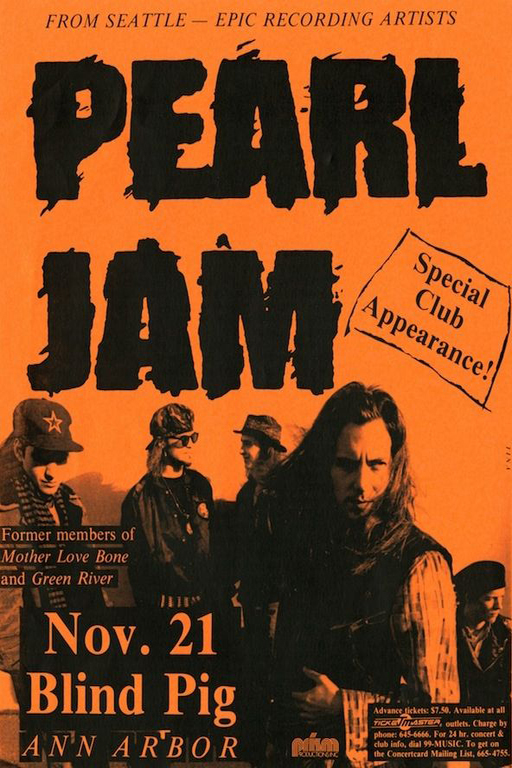 FROM SEATTLE — EPIC RECORDING ARTISTS
PEARL
JAM
Special
Club
Appearance!
Former members of
Mother Love Bone
and Green River
Nov. 21
Blind Pig
ANN ARBOR
Advance tickets: $7.50. Available at all
TICKETMASTER outlets. Charge by
phone: 645-6666. For 24 hr. concert &
club info, dial 99-MUSIC. To get on
the Concertcard Mailing List, 665-4755.
PRODUCTIONS INC